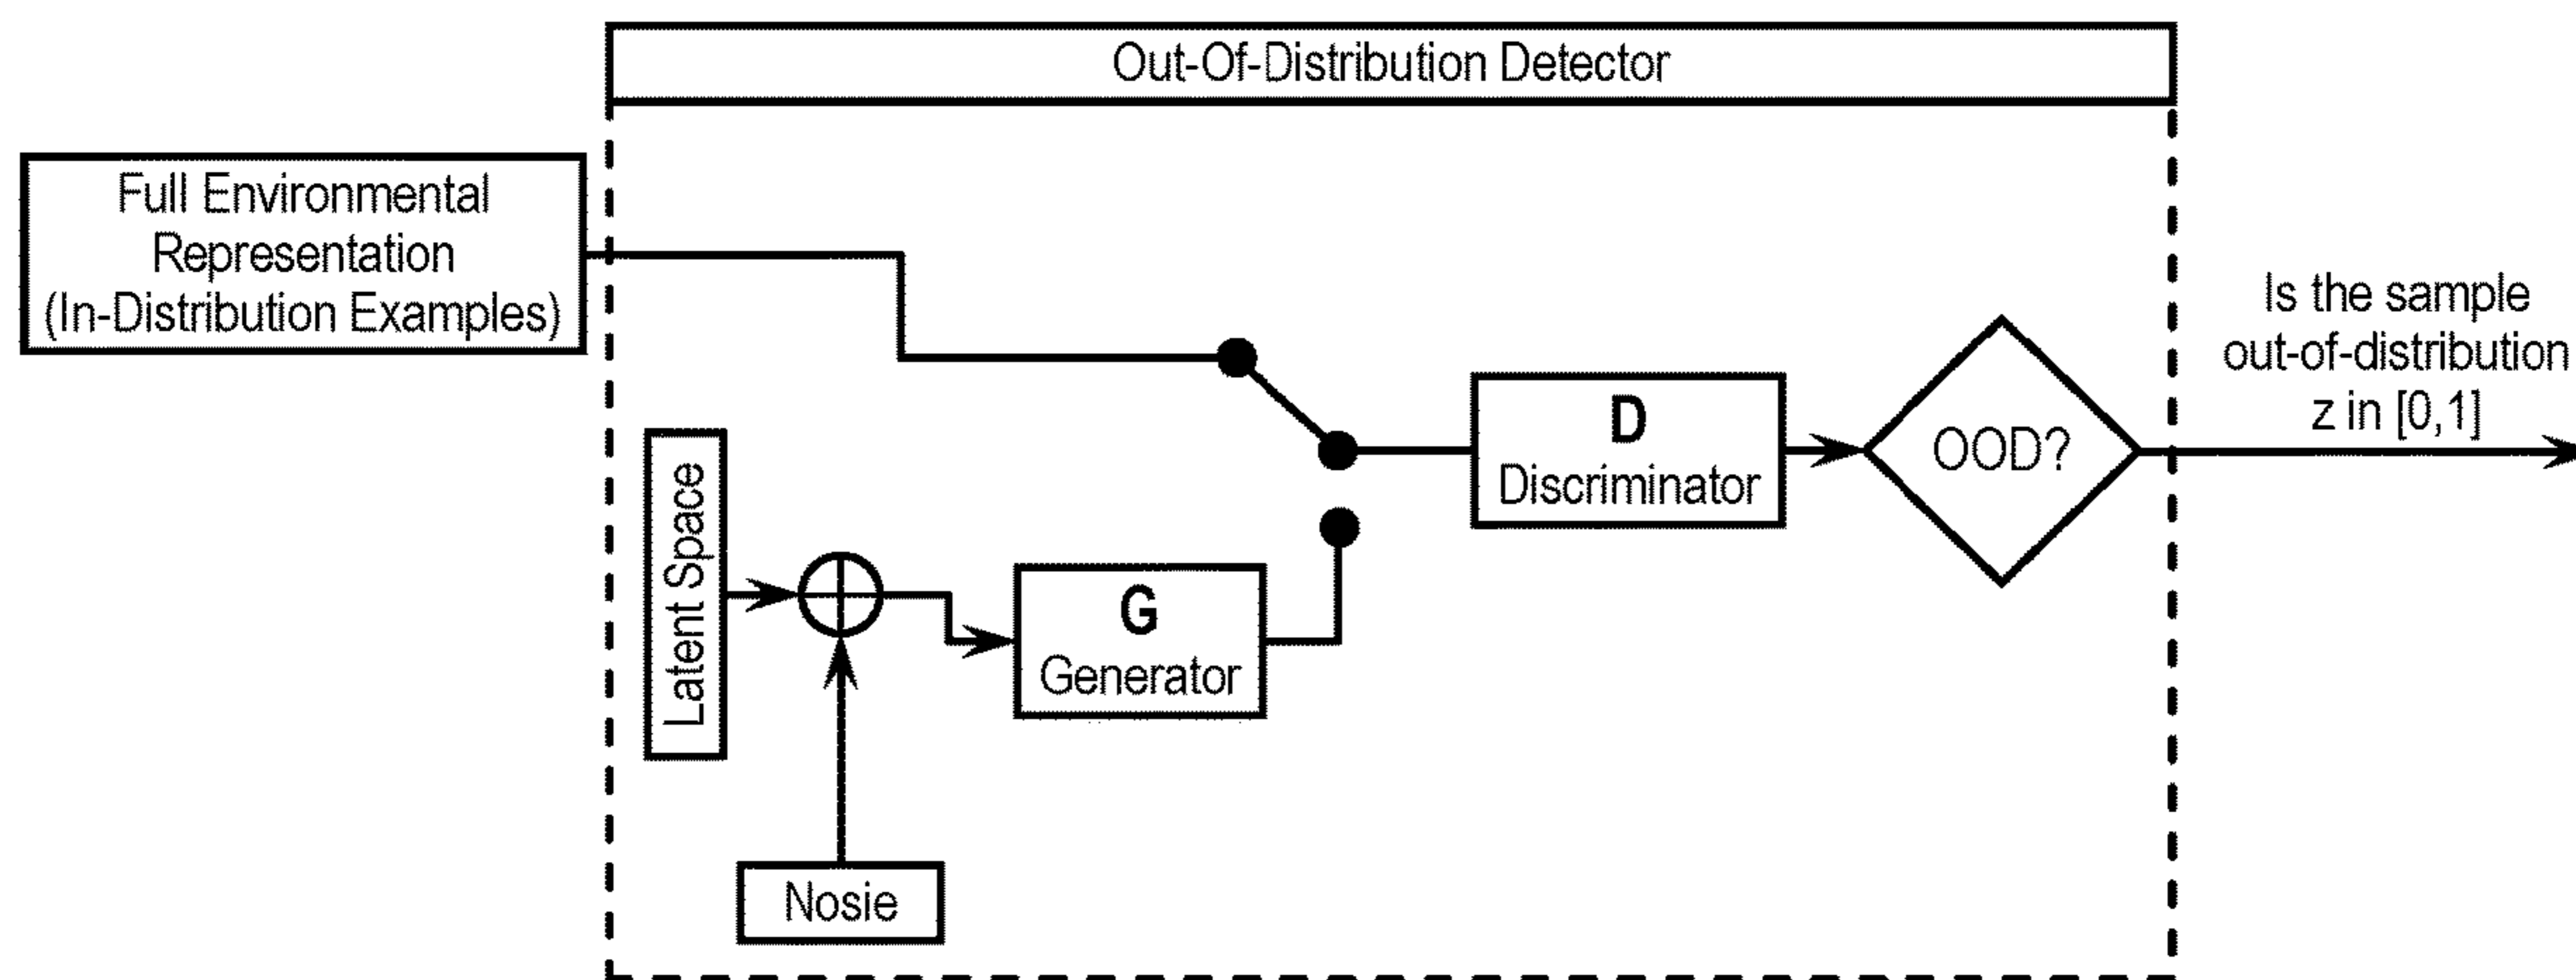 Out-Of-Distribution Detector
Full Environmental
Representation
(In-Distribution Examples)
Is the sample
out-of-distribution
z in [0,1]
D
Discriminator
OOD?
Latent Space
G
Generator
Nosie